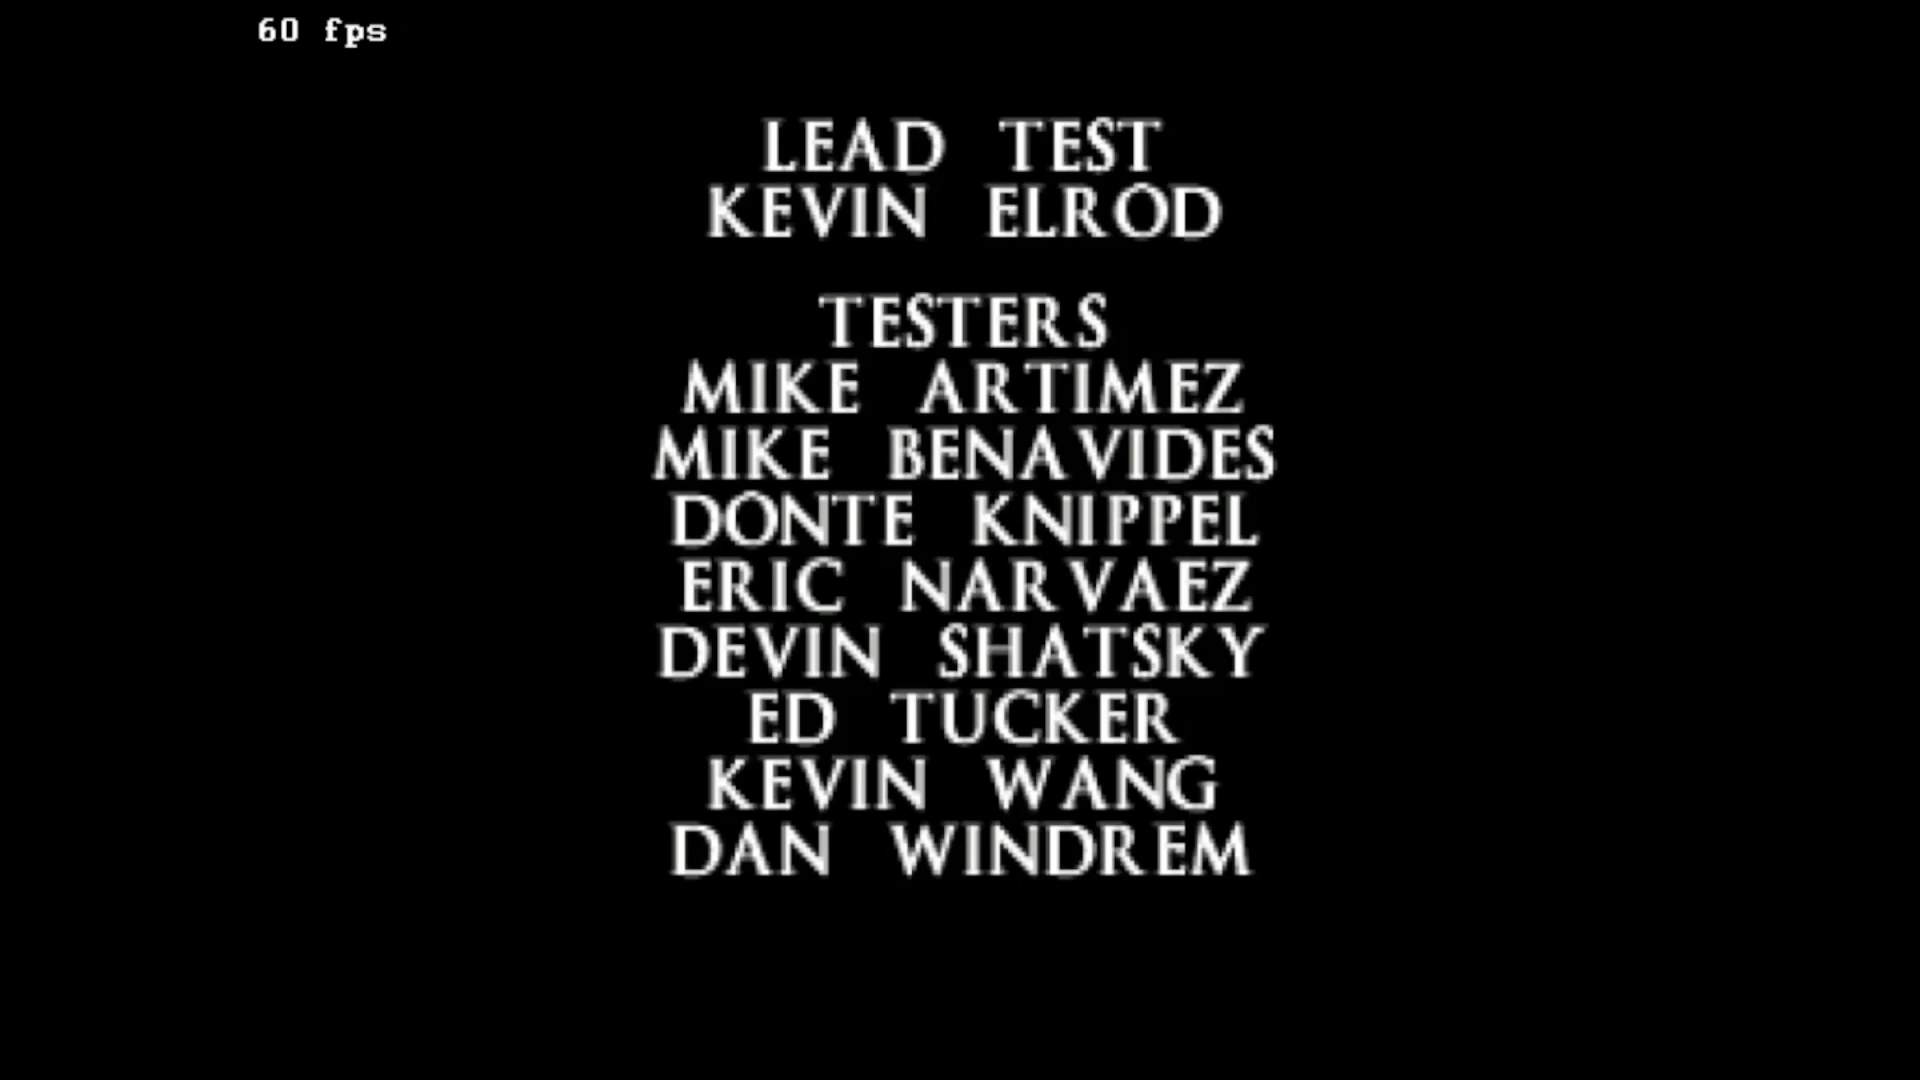 60 fps
LEAD TEST
KEVIN ELROD
TESTERS
MIKE ARTIMEZ
MIKE BENAVIDES
DONTE KNIPPEL
ERIC NARVAEZ
DEVIN SHATSKY
ED TUCKER
KEVIN WANG
DAN WINDREM